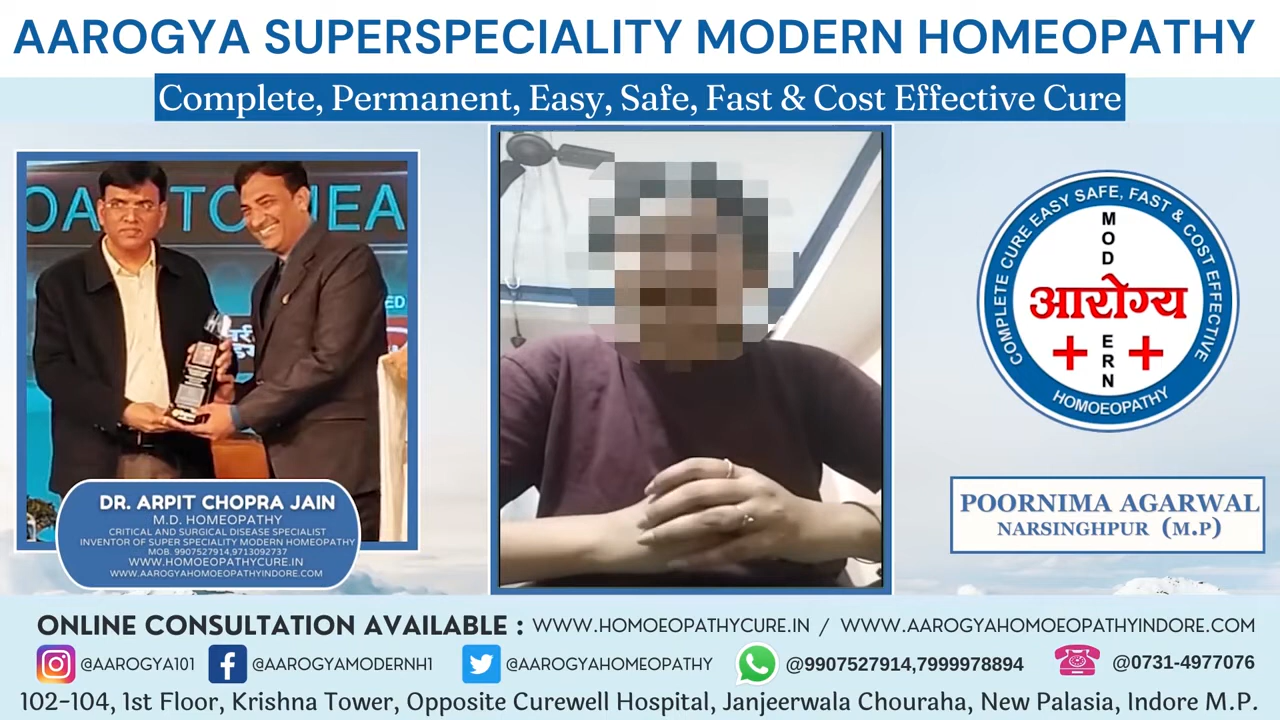 AAROGYA SUPERSPECIALITY MODERN HOMEOPATHY
Complete, Permanent, Easy, Safe, Fast & Cost Effective Cure
OA TO HEA
ED
DR. ARPIT CHOPRA JAIN
M.D. HOMEOPATHY
CRITICAL AND SURGICAL DISEASE SPECIALIST
INVENTOR OF SUPER SPECIALITY MODERN HOMEOPATHY
MOB. 9907527914,9713092737
WWW.HOMOEOPATHYCURE.IN
WWW.AAROGYAHOMOEOPATHYINDORE.COM
COMPLETE CURE EASY SAFE, FAST & COST EFFECTIVE
MODERN
आरोग्य
HOMOEOPATHY
POORNIMA AGARWAL
NARSINGHPUR (M.P)
ONLINE CONSULTATION AVAILABLE : WWW.HOMOEOPATHYCURE.IN / WWW.AAROGYAHOMOEOPATHYINDORE.COM
@AAROGYA101 @AAROGYAMODERNH1 @AAROGYAHOMEOPATHY @9907527914,7999978894 @0731-4977076
102-104, 1st Floor, Krishna Tower, Opposite Curewell Hospital, Janjeerwala Chouraha, New Palasia, Indore M.P.